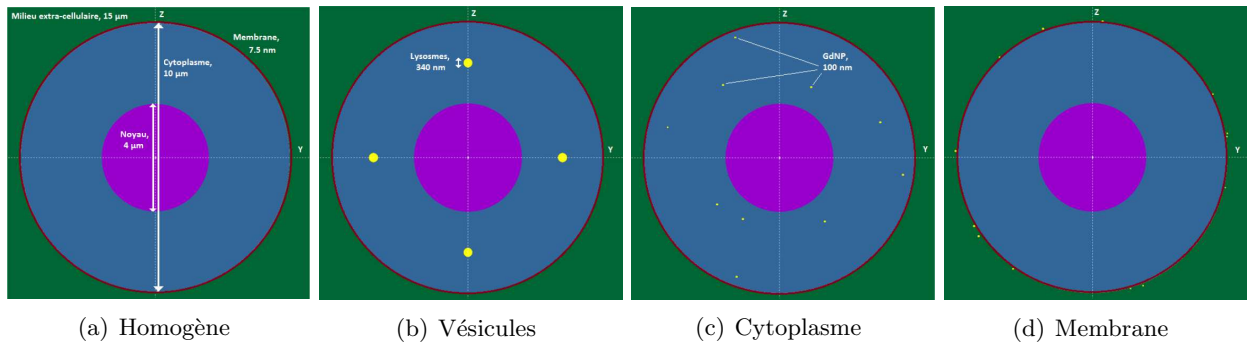 Milieu extra-cellulaire, 15 µm
Z
Membrane,
7.5 nm
Cytoplasme,
10 µm
Noyau,
4 µm
Y
(a) Homogène
Z
Lysosmes,
340 nm
Y
(b) Vésicules
Z
GdNP,
100 nm
Y
(c) Cytoplasme
Z
Y
(d) Membrane